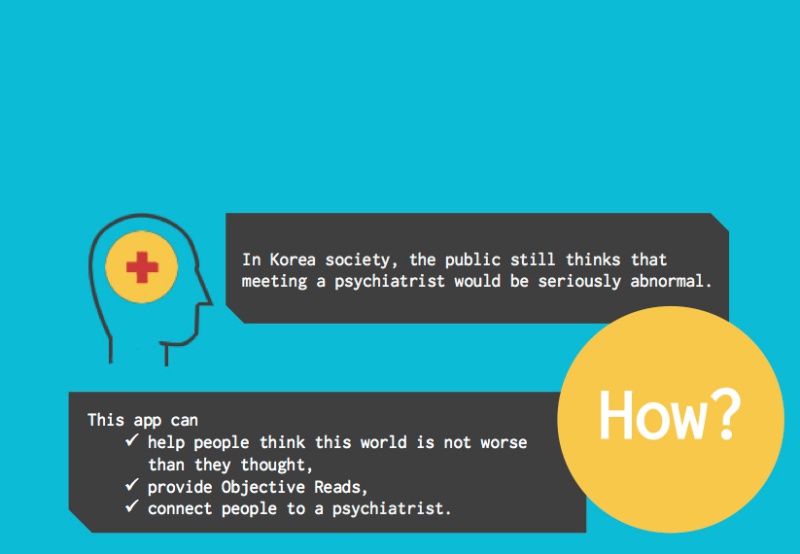 In Korea society, the public still thinks that
meeting a psychiatrist would be seriously abnormal.
How?
This app can
✓ help people think this world is not worse
than they thought,
✓ provide Objective Reads,
✓ connect people to a psychiatrist.